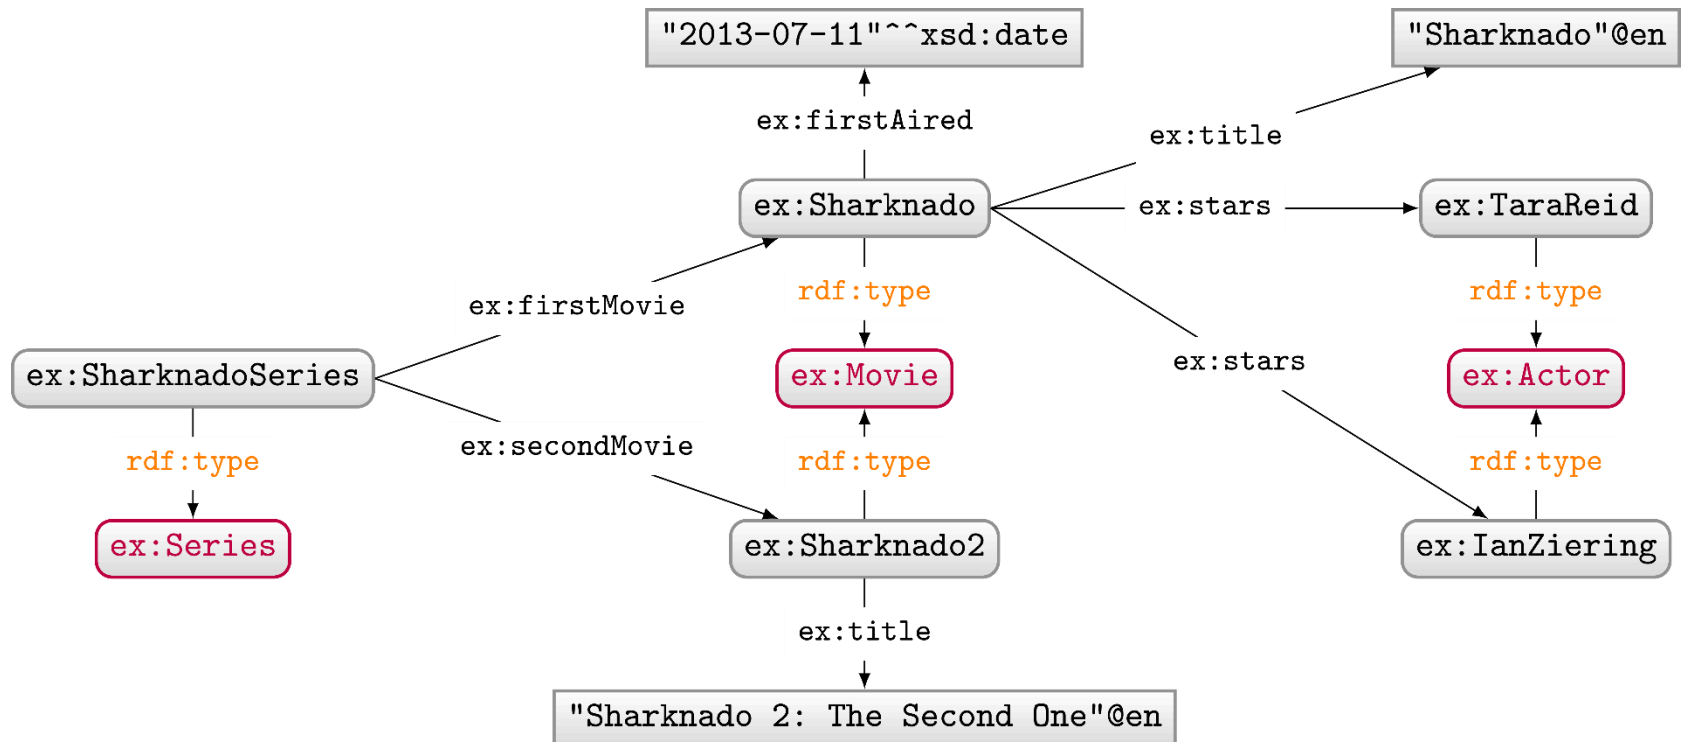 "2013-07-11"^^xsd:date
"Sharknado"@en
ex:firstAired
ex:title
ex:Sharknado
ex:stars
ex:TaraReid
rdf:type
rdf:type
ex:firstMovie
ex:stars
ex:SharknadoSeries
ex:Movie
ex:Actor
ex:secondMovie
rdf:type
rdf:type
rdf:type
ex:Series
ex:Sharknado2
ex:IanZiering
ex:title
"Sharknado 2: The Second One"@en